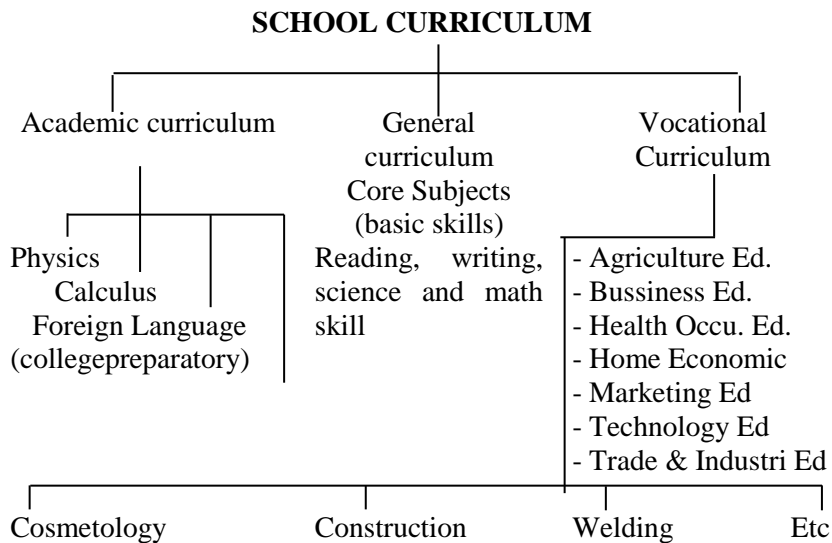 SCHOOL CURRICULUM
Academic curriculum
General
curriculum
Core Subjects
(basic skills)
Reading, writing,
science and math
skill
Vocational
Curriculum
Physics
Calculus
Foreign Language
(collegepreparatory)
- Agriculture Ed.
- Bussiness Ed.
- Health Occu. Ed.
- Home Economic
- Marketing Ed
- Technology Ed
- Trade & Industri Ed
Cosmetology
Construction
Welding
Etc